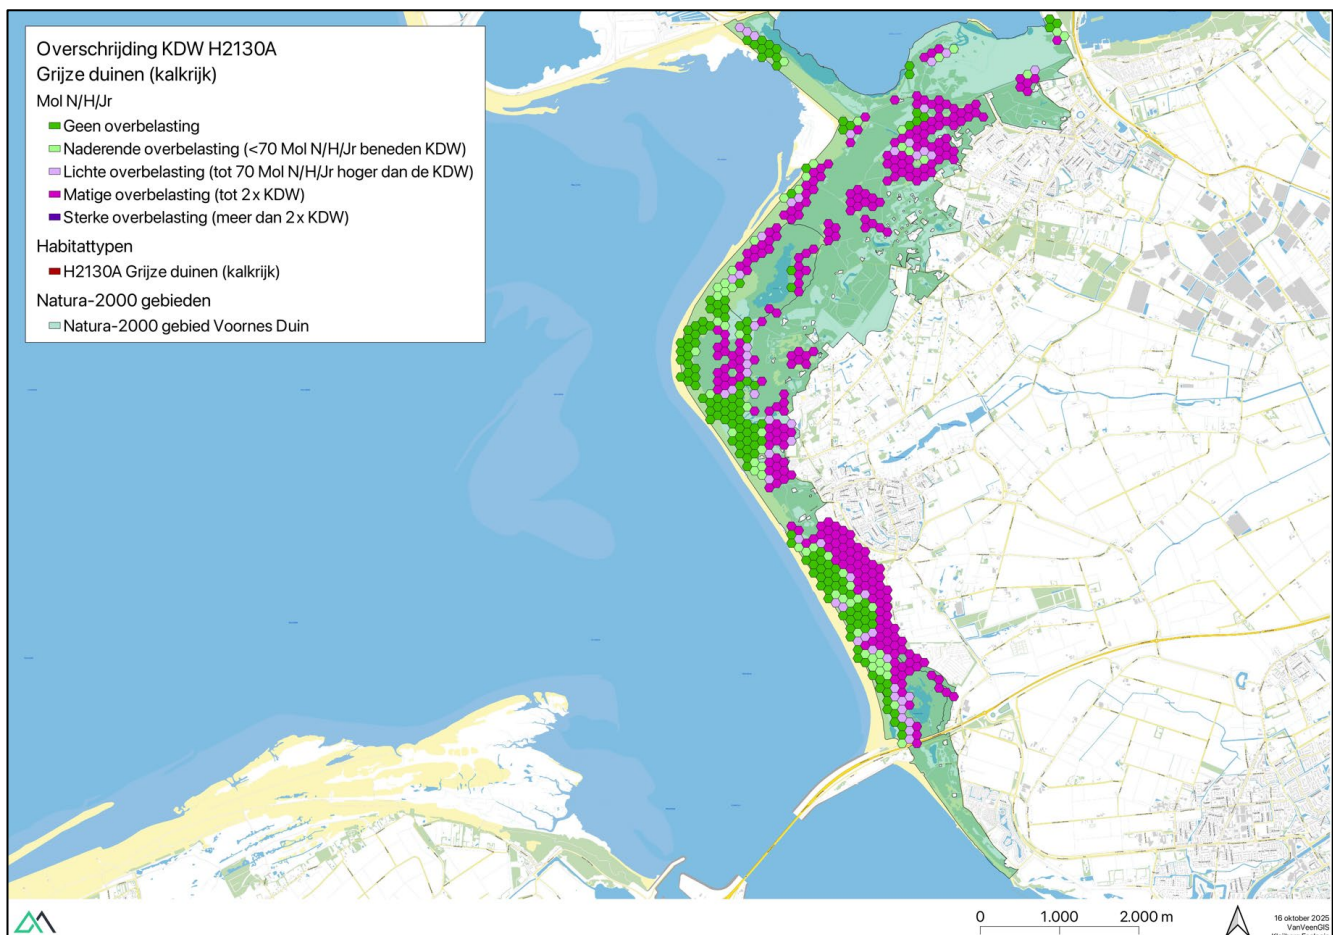 Overschrijding KDW H2130A
Grijze duinen (kalkrijk)
Mol N/H/Jr
Geen overbelasting
Naderende overbelasting (<70 Mol N/H/Jr beneden KDW)
Lichte overbelasting (tot 70 Mol N/H/Jr hoger dan de KDW)
Matige overbelasting (tot 2x KDW)
Sterke overbelasting (meer dan 2x KDW)
Habitattypen
H2130A Grijze duinen (kalkrijk)
Natura-2000 gebieden
Natura-2000 gebied Voornes Duin
0 1.000 2.000 m
16 oktober 2025
VanVeenGIS